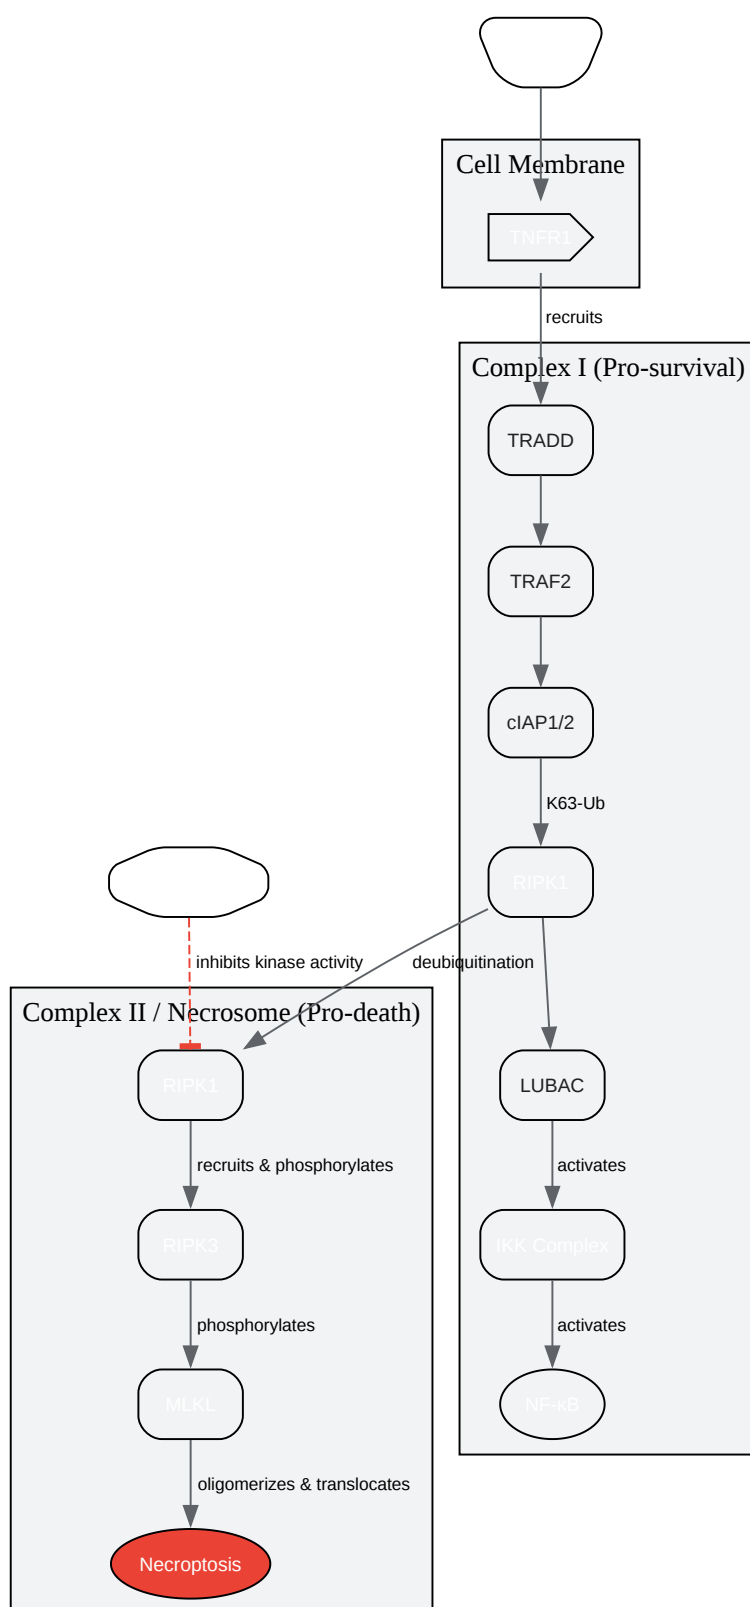 Cell Membrane
TNFR1
recruits
Complex I (Pro-survival)
TRADD
TRAF2
cIAP1/2
K63-Ub
RIPK1
inhibits kinase activity
deubiquitination
Complex II / Necrosome (Pro-death)
RIPK1
LUBAC
recruits & phosphorylates
activates
RIPK3
IKK Complex
phosphorylates
activates
MLKL
NF-κB
oligomerizes & translocates
Necroptosis